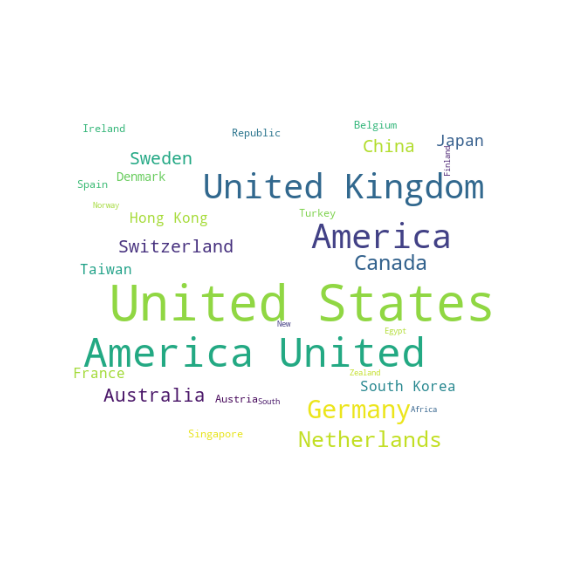 Belgium
Ireland
Republic
Japan
China
Sweden
Finland
Denmark
Spain
United Kingdom
Norway
Turkey
Hong Kong
America
Switzerland
Canada
Taiwan
United States
New
Egypt
America United
France
Zealand
South Korea
Australia
Austria
South
Germany
Africa
Singapore
Netherlands